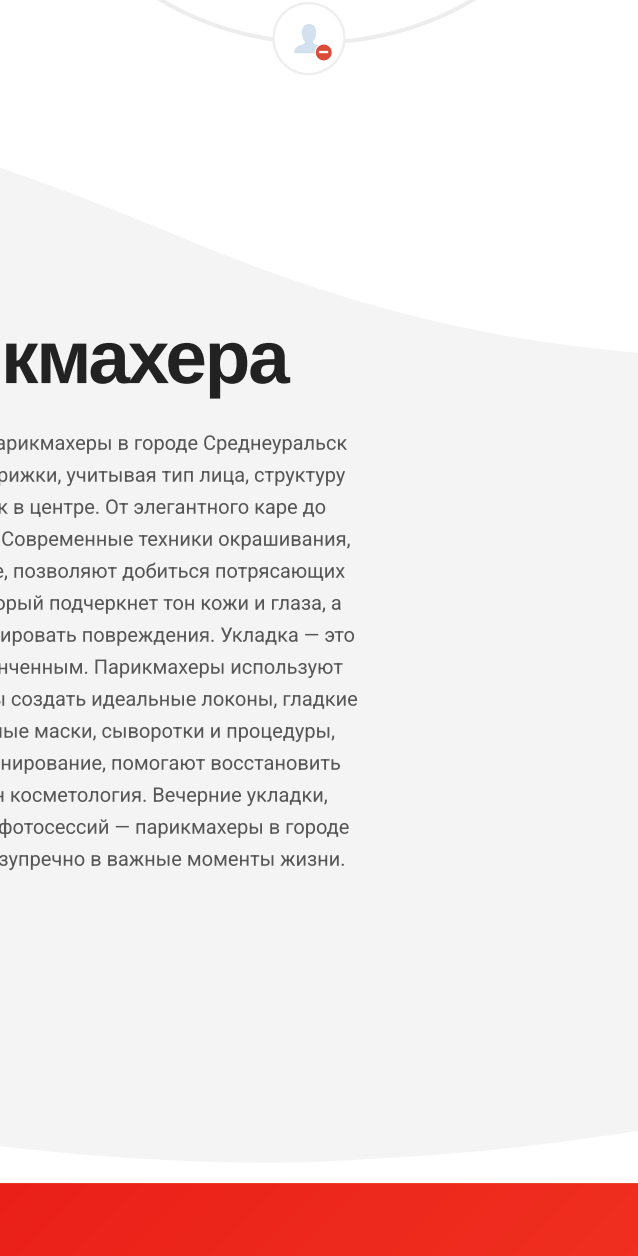 кмахера
арикмахеры в городе Среднеуральск
рижки, учитывая тип лица, структуру
к в центре. От элегантного каре до
Современные техники окрашивания,
е, позволяют добиться потрясающих
орый подчеркнет тон кожи и глаза, а
ировать повреждения. Укладка — это
нченным. Парикмахеры используют
ы создать идеальные локоны, гладкие
ные маски, сыворотки и процедуры,
нирование, помогают восстановить
н косметология. Вечерние укладки,
фотосессий — парикмахеры в городе
зупречно в важные моменты жизни.